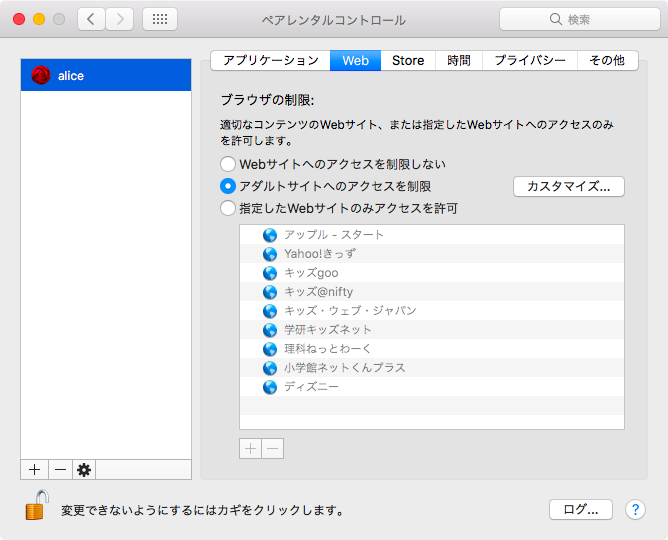 ペアレンタルコントロール
検索
alice
アプリケーション Web Store 時間 プライバシー その他
ブラウザの制限:
適切なコンテンツのWebサイト、または指定したWebサイトへのアクセスのみ
を許可します。
Webサイトへのアクセスを制限しない
アダルトサイトへのアクセスを制限
カスタマイズ...
指定したWebサイトのみアクセスを許可
アップル – スタート
Yahoo!きっず
キッズgoo
キッズ@nifty
キッズ・ウェブ・ジャパン
学研キッズネット
理科ねっとわーく
小学館ネットくんプラス
ディズニー
変更できないようにするにはカギをクリックします。
ログ...
?